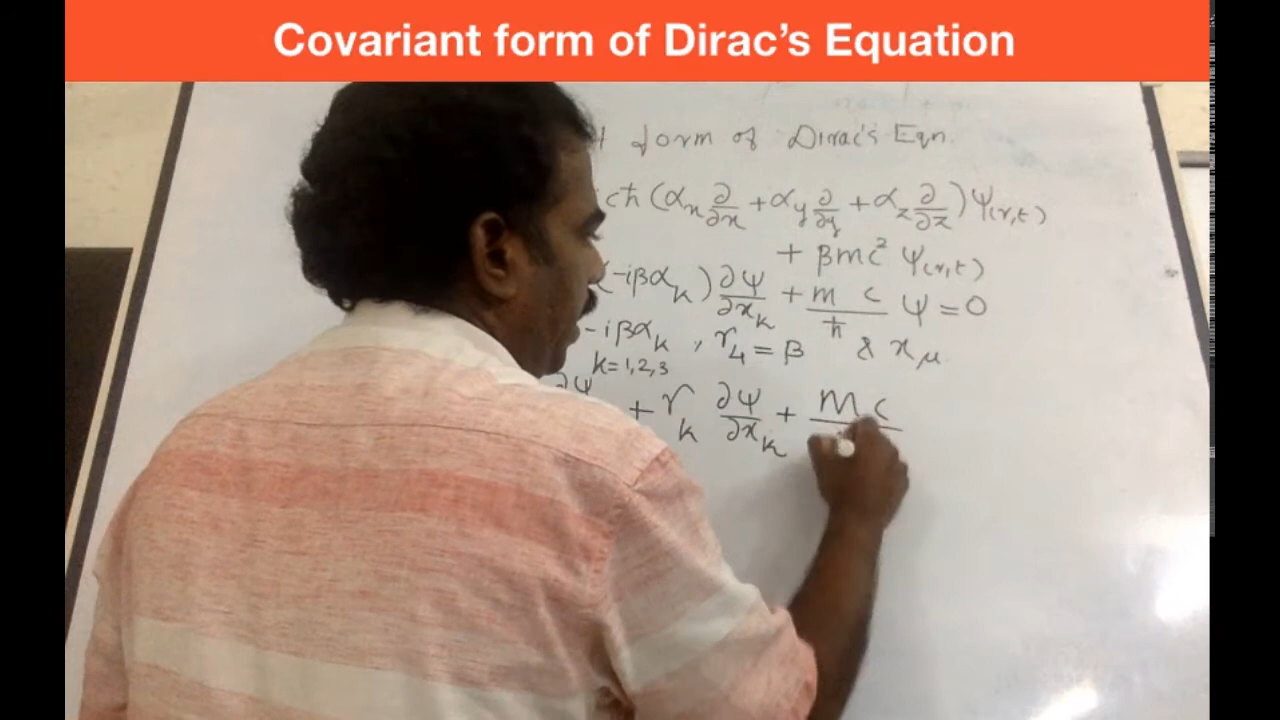 Covariant form of Dirac's Equation
form of Dirac's Eqn.
cħ (αx ∂/∂x + αy ∂/∂y + αz ∂/∂z) ψ(r,t)
+ βmc² ψ(r,t)
(-iβαk) ∂ψ/∂xk + m c/ħ ψ = 0
-iβαk , γ4 = β & xμ
k=1,2,3
∂ψ + γk ∂ψ/∂xk + mc